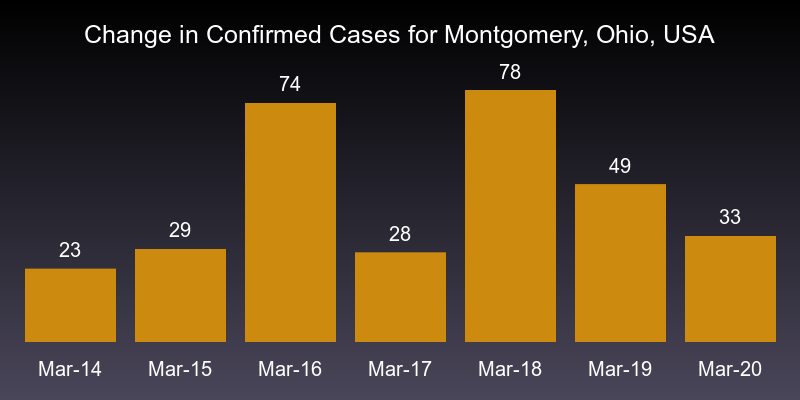 Change in Confirmed Cases for Montgomery, Ohio, USA
23
29
74
28
78
49
33
Mar-14
Mar-15
Mar-16
Mar-17
Mar-18
Mar-19
Mar-20